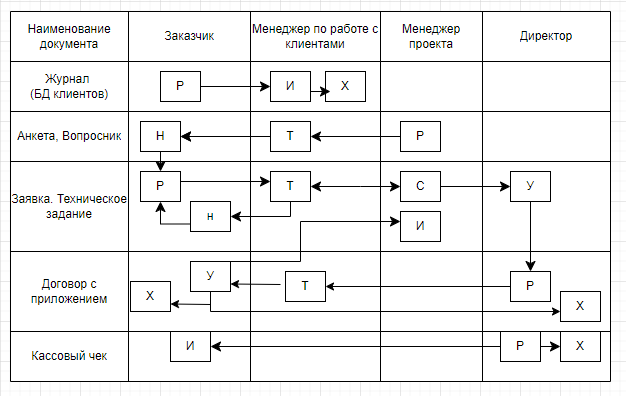 Наименование
документа
Заказчик
Менеджер по работе с
клиентами
Менеджер
проекта
Директор
Журнал
(БД клиентов)
Р
И
Х
Анкета, Вопросник
Н
Т
Р
Заявка. Техническое
задание
Р
Т
С
У
н
И
Договор с
приложением
У
Х
Т
Р
Х
Кассовый чек
И
Р
Х